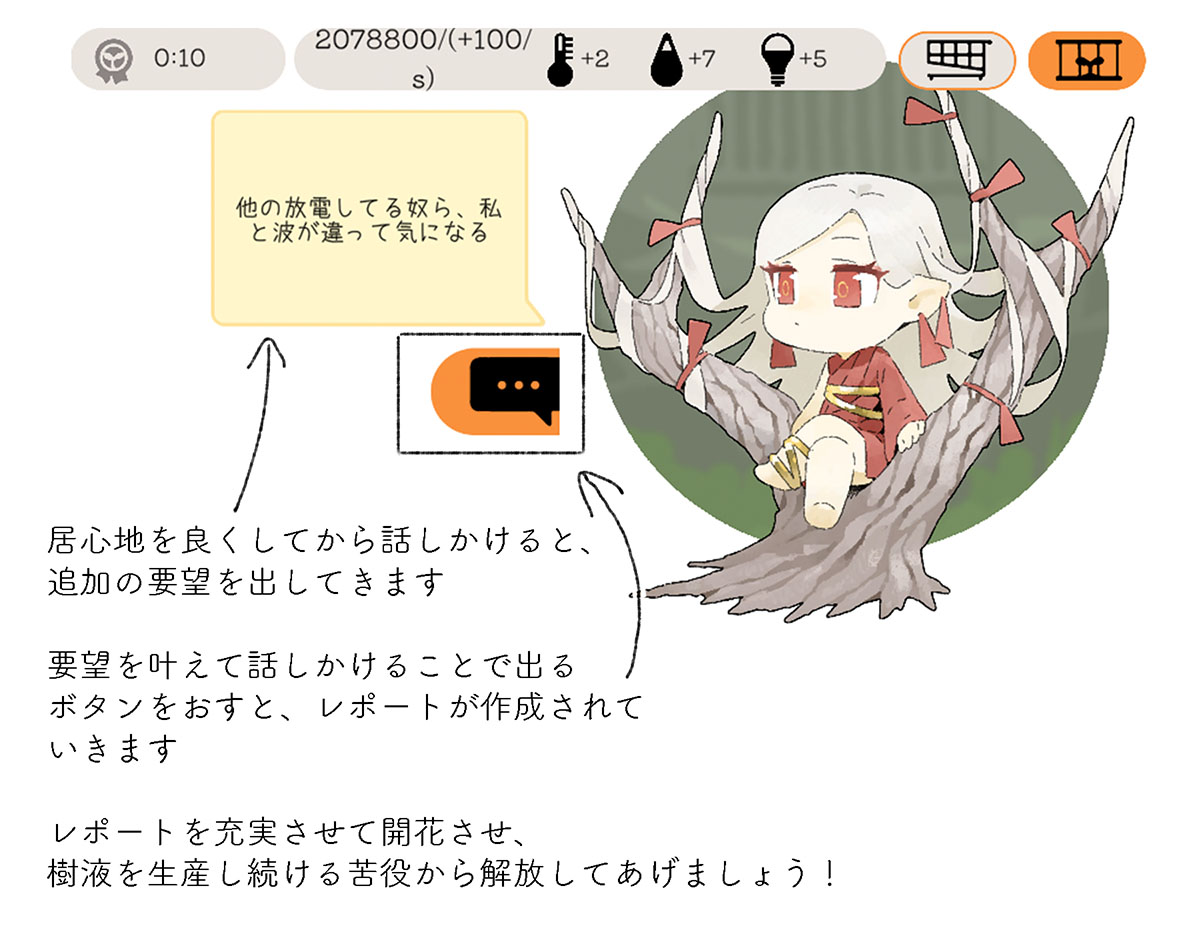 0:10
2078800/(+100/
s)
+2
+7
+5
他の放電してる奴ら、私
と波が違って気になる
居心地を良くしてから話しかけると、
追加の要望を出してきます
要望を叶えて話しかけることで出る
ボタンをおすと、レポートが作成されて
いきます
レポートを充実させて開花させ、
樹液を生産し続ける苦役から解放してあげましょう！